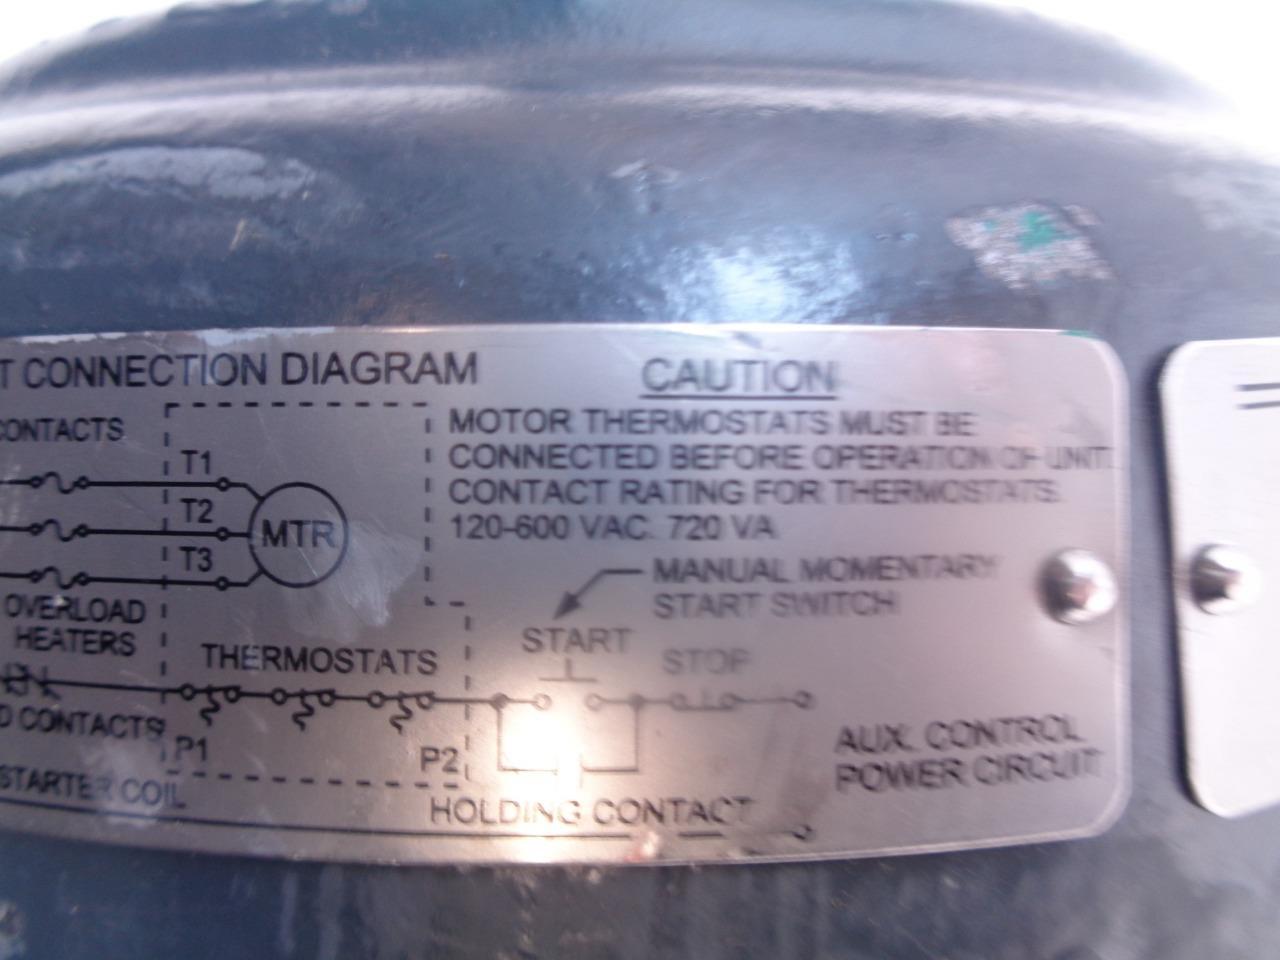 T CONNECTION DIAGRAM
CAUTION
MOTOR THERMOSTATS MUST BE
CONNECTED BEFORE OPERATION OF UNIT.
CONTACT RATING FOR THERMOSTATS.
120-600 VAC. 720 VA
CONTACTS
T1
T2
T3
MTR
MANUAL MOMENTARY
START SWITCH
OVERLOAD
HEATERS
THERMOSTATS
START
STOP
D CONTACTS
P1
P2
AUX. CONTROL
POWER CIRCUIT
STARTER COIL
HOLDING CONTACT